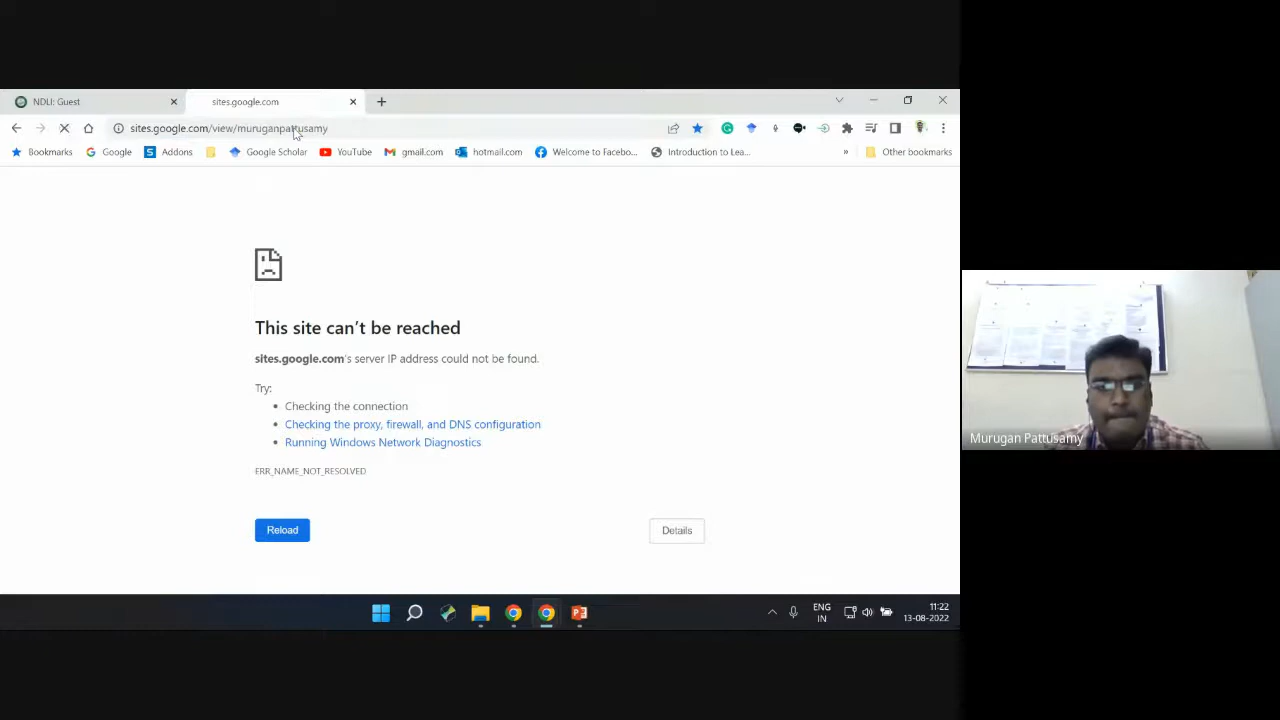 NDLI: Guest
sites.google.com
sites.google.com/view/muruganpattusamy
Bookmarks
Google
Addons
Google Scholar
YouTube
gmail.com
hotmail.com
Welcome to Facebo...
Introduction to Lea...
»
Other bookmarks
This site can't be reached
sites.google.com's server IP address could not be found.
Try:
• Checking the connection
• Checking the proxy, firewall, and DNS configuration
• Running Windows Network Diagnostics
ERR_NAME_NOT_RESOLVED
Reload
Details
Murugan Pattusamy
ENG
IN
11:22
13-08-2022